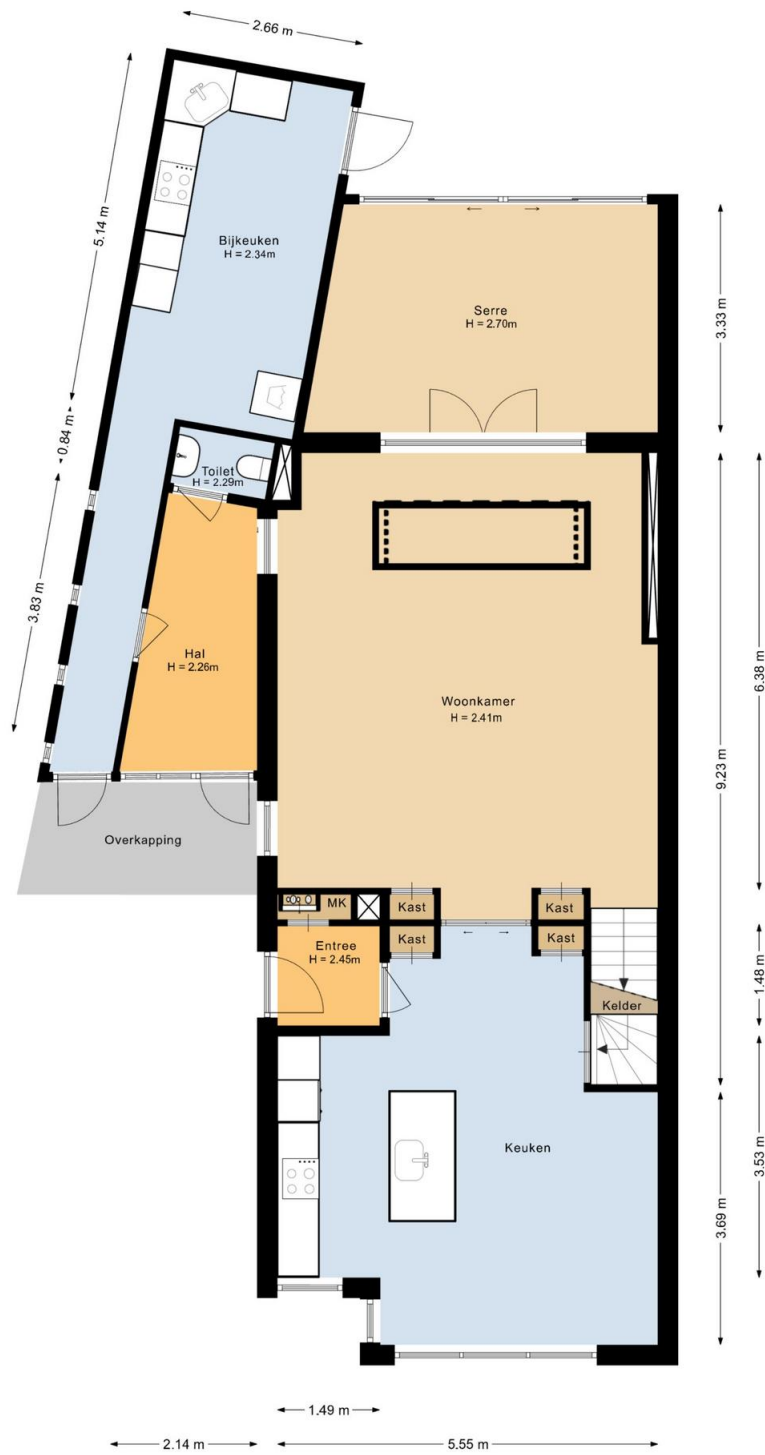 2.66 m
5.14 m
Bijkeuken
H = 2.34m
Serre
H = 2.70m
3.33 m
0.84 m
Toilet
H = 2.29m
3.83 m
Hal
H = 2.26m
Woonkamer
H = 2.41m
6.38 m
9.23 m
Overkapping
MK
Kast
Kast
Kast
Kast
Entree
H = 2.45m
1.48 m
Kelder
Keuken
3.53 m
3.69 m
1.49 m
2.14 m
5.55 m